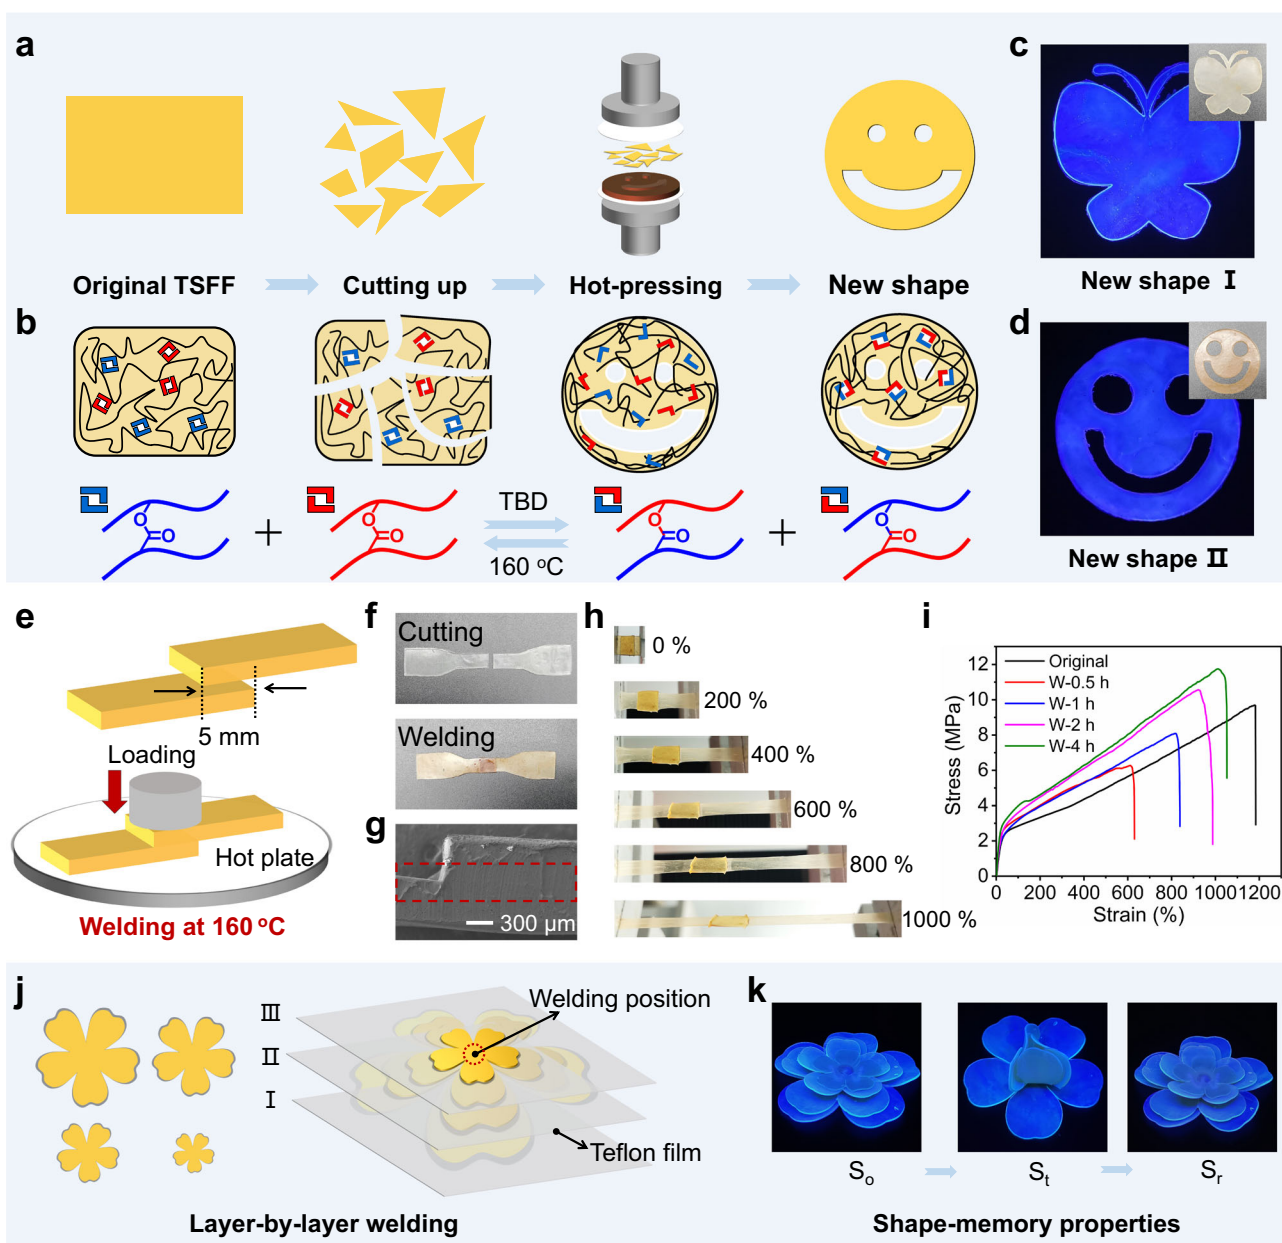 a
Original TSFF
Cutting up
Hot-pressing
New shape
b
TBD
160 °C
O
O
+
O
O
O
O
+
O
O
c
New shape Ⅰ
d
New shape Ⅱ
e
5 mm
Loading
Hot plate
Welding at 160 °C
f
Cutting
Welding
g
300 μm
h
0 %
200 %
400 %
600 %
800 %
1000 %
i
Stress (MPa)
12
10
8
6
4
2
0
0
200
400
600
800
1000
1200
Strain (%)
Original
W-0.5 h
W-1 h
W-2 h
W-4 h
j
Ⅲ
Ⅱ
Ⅰ
Welding position
Teflon film
Layer-by-layer welding
k
So
St
Sr
Shape-memory properties